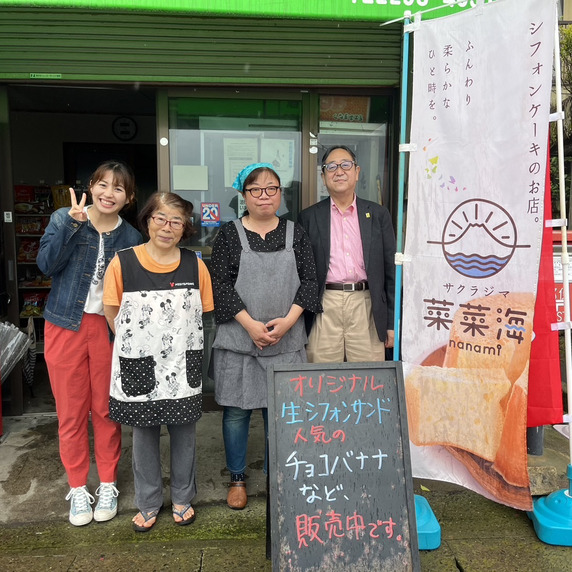 シフォンケーキのお店。
ふんわり
柔らかな
ひと時を。
サクラジマ
菜菜海
nanami
オリジナル
生シフォンサンド
人気の
チョコバナナ
など、
販売中です。
20